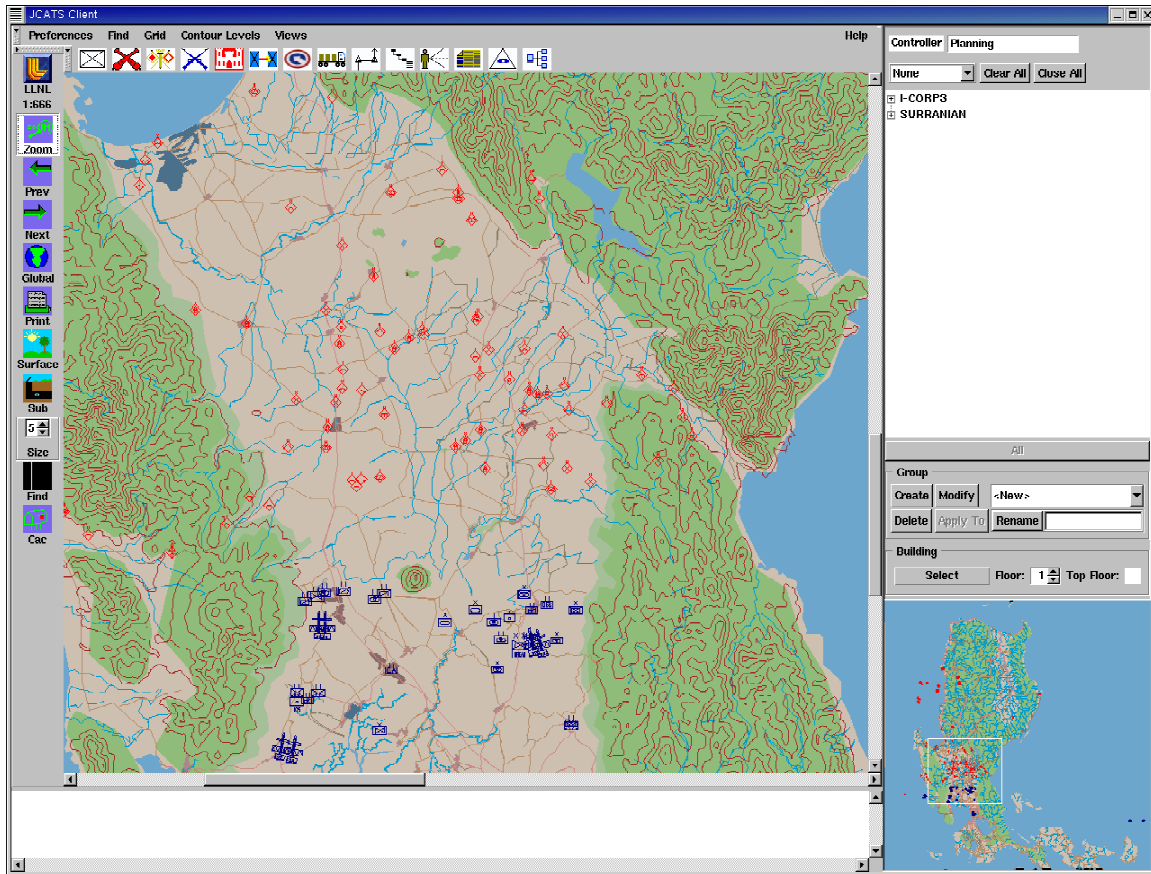 JCATS Client
Preferences Find Grid Contour Levels Views Help
LLNL
1:666
Zoom
Prev
Next
Global
Print
Surface
Sub
5
Size
Find
Cac
Controller Planning
None Clear All Close All
I-CORP3
SURRANIAN
All
Group
Create Modify <New>
Delete Apply To Rename
Building
Select Floor: 1 Top Floor: